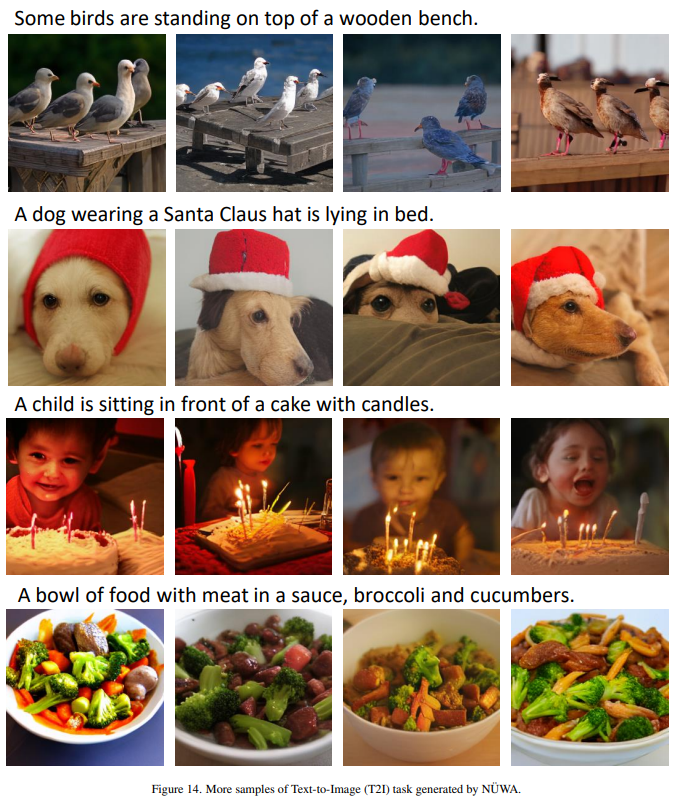 Some birds are standing on top of a wooden bench.
A dog wearing a Santa Claus hat is lying in bed.
A child is sitting in front of a cake with candles.
A bowl of food with meat in a sauce, broccoli and cucumbers.
Figure 14. More samples of Text-to-Image (T2I) task generated by NÜWA.